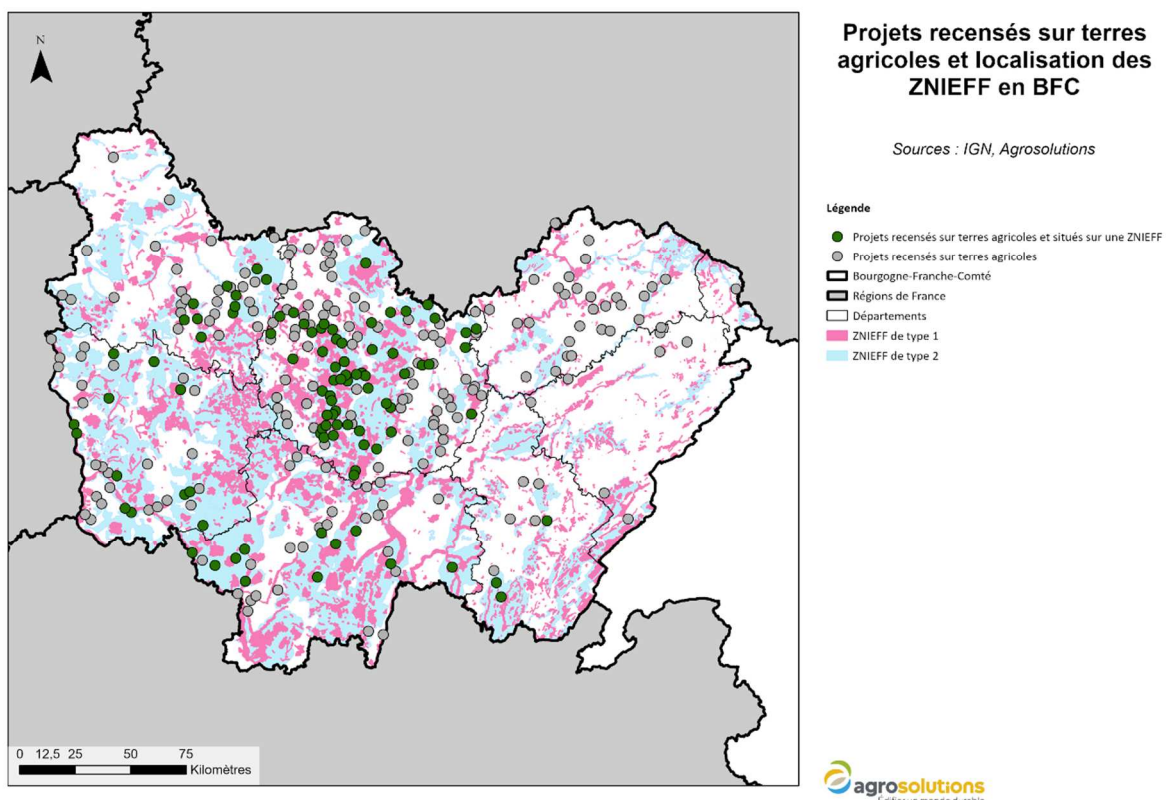 Projets recensés sur terres
agricoles et localisation des
ZNIEFF en BFC
Sources : IGN, Agrosolutions
Légende
Projets recensés sur terres agricoles et situés sur une ZNIEFF
Projets recensés sur terres agricoles
Bourgogne-Franche-Comté
Régions de France
Départements
ZNIEFF de type 1
ZNIEFF de type 2
N
0 12,5 25 50 75
Kilomètres
agrosolutions